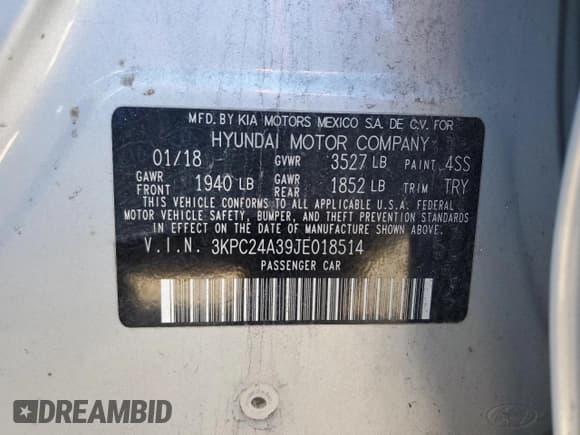 MFD. BY KIA MOTORS MEXICO S.A. DE C.V. FOR
HYUNDAI MOTOR COMPANY
01/18 GVWR 3527 LB PAINT 4SS
GAWR FRONT 1940 LB GAWR REAR 1852 LB TRIM TRY
THIS VEHICLE CONFORMS TO ALL APPLICABLE U.S.A. FEDERAL
MOTOR VEHICLE SAFETY, BUMPER, AND THEFT PREVENTION
STANDARDS IN EFFECT ON THE DATE OF MANUFACTURE SHOWN ABOVE.
V.I.N. 3KPC24A39JE018514
PASSENGER CAR
DREAMBID